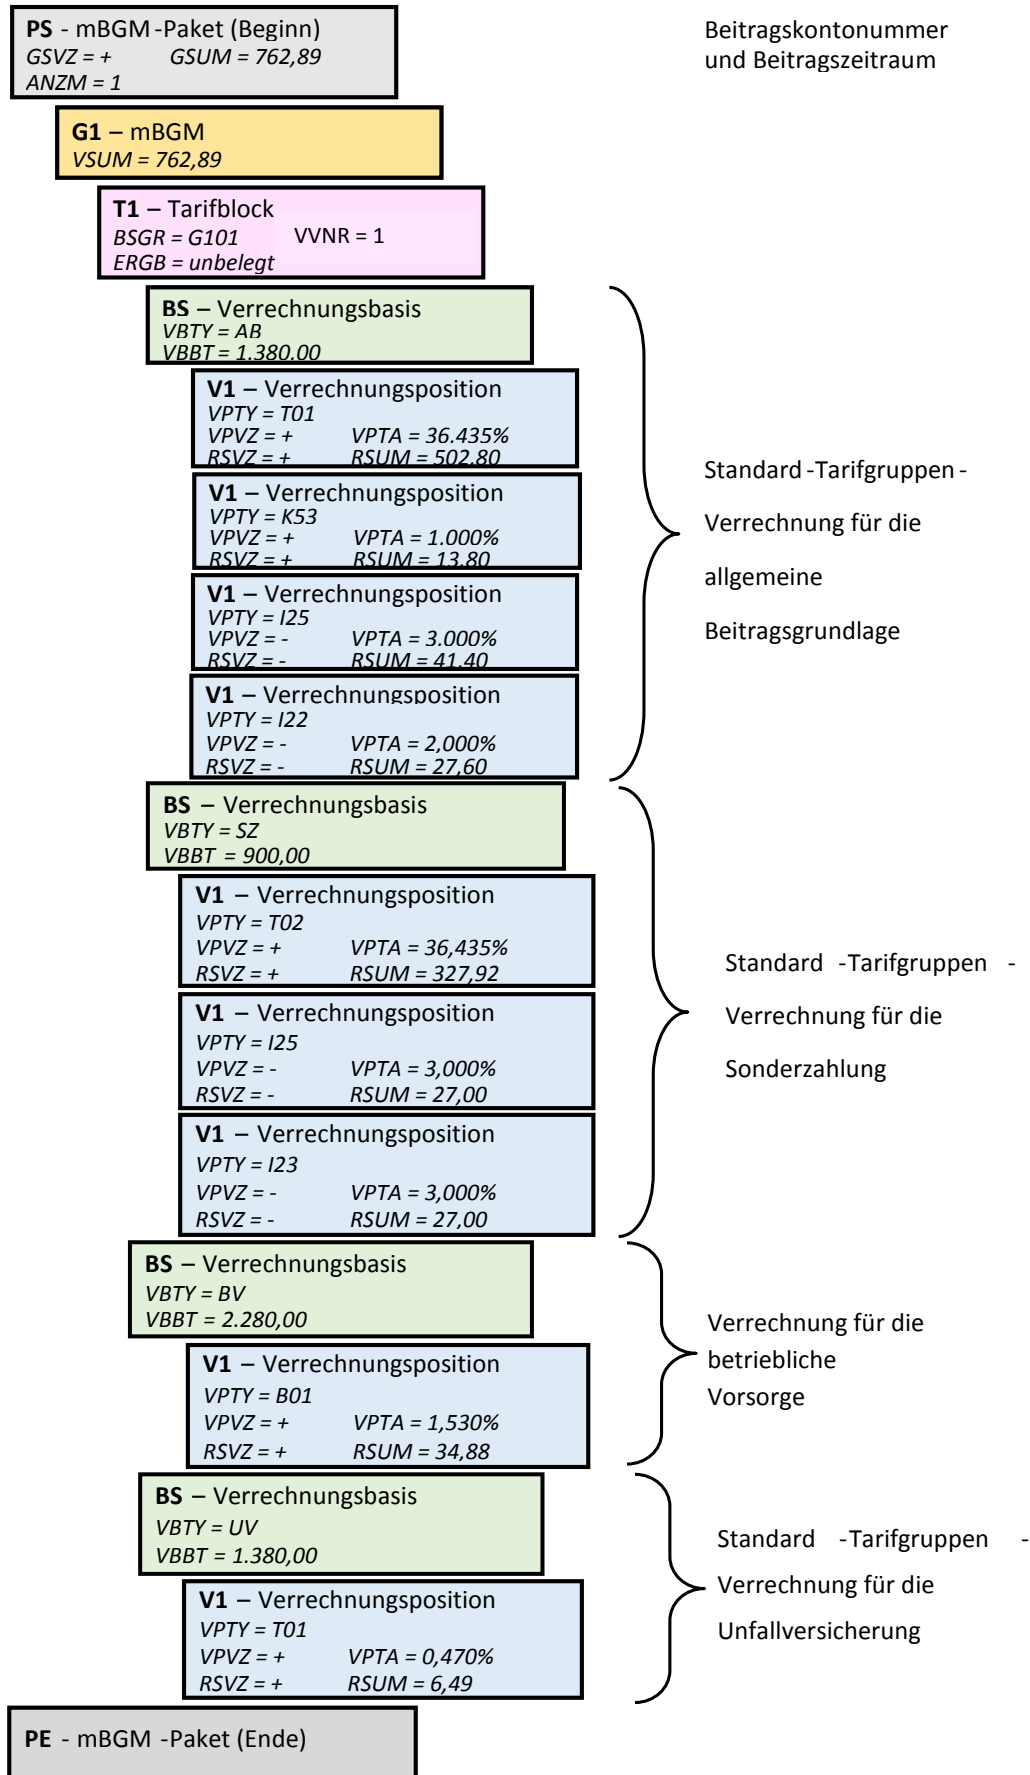 PS - mBGM -Paket (Beginn)
GSVZ = + GSUM = 762,89
ANZM = 1
Beitragskontonummer
und Beitragszeitraum
G1 – mBGM
VSUM = 762,89
T1 – Tarifblock
BSGR = G101 VVNR = 1
ERGB = unbelegt
BS – Verrechnungsbasis
VBTY = AB
VBBT = 1.380.00
V1 – Verrechnungsposition
VPTY = T01
VPVZ = + VPTA = 36.435%
RSVZ = + RSUM = 502.80
V1 – Verrechnungsposition
VPTY = K53
VPVZ = + VPTA = 1.000%
RSVZ = + RSUM = 13.80
V1 – Verrechnungsposition
VPTY = I25
VPVZ = - VPTA = 3.000%
RSVZ = - RSUM = 41.40
V1 – Verrechnungsposition
VPTY = I22
VPVZ = - VPTA = 2,000%
RSVZ = - RSUM = 27,60
Standard -Tarifgruppen -
Verrechnung für die
allgemeine
Beitragsgrundlage
BS – Verrechnungsbasis
VBTY = SZ
VBBT = 900,00
V1 – Verrechnungsposition
VPTY = T02
VPVZ = + VPTA = 36,435%
RSVZ = + RSUM = 327,92
V1 – Verrechnungsposition
VPTY = I25
VPVZ = - VPTA = 3,000%
RSVZ = - RSUM = 27,00
V1 – Verrechnungsposition
VPTY = I23
VPVZ = - VPTA = 3,000%
RSVZ = - RSUM = 27,00
Standard -Tarifgruppen -
Verrechnung für die
Sonderzahlung
BS – Verrechnungsbasis
VBTY = BV
VBBT = 2.280,00
V1 – Verrechnungsposition
VPTY = B01
VPVZ = + VPTA = 1,530%
RSVZ = + RSUM = 34,88
Verrechnung für die
betriebliche
Vorsorge
BS – Verrechnungsbasis
VBTY = UV
VBBT = 1.380,00
V1 – Verrechnungsposition
VPTY = T01
VPVZ = + VPTA = 0,470%
RSVZ = + RSUM = 6,49
Standard -Tarifgruppen -
Verrechnung für die
Unfallversicherung
PE - mBGM -Paket (Ende)